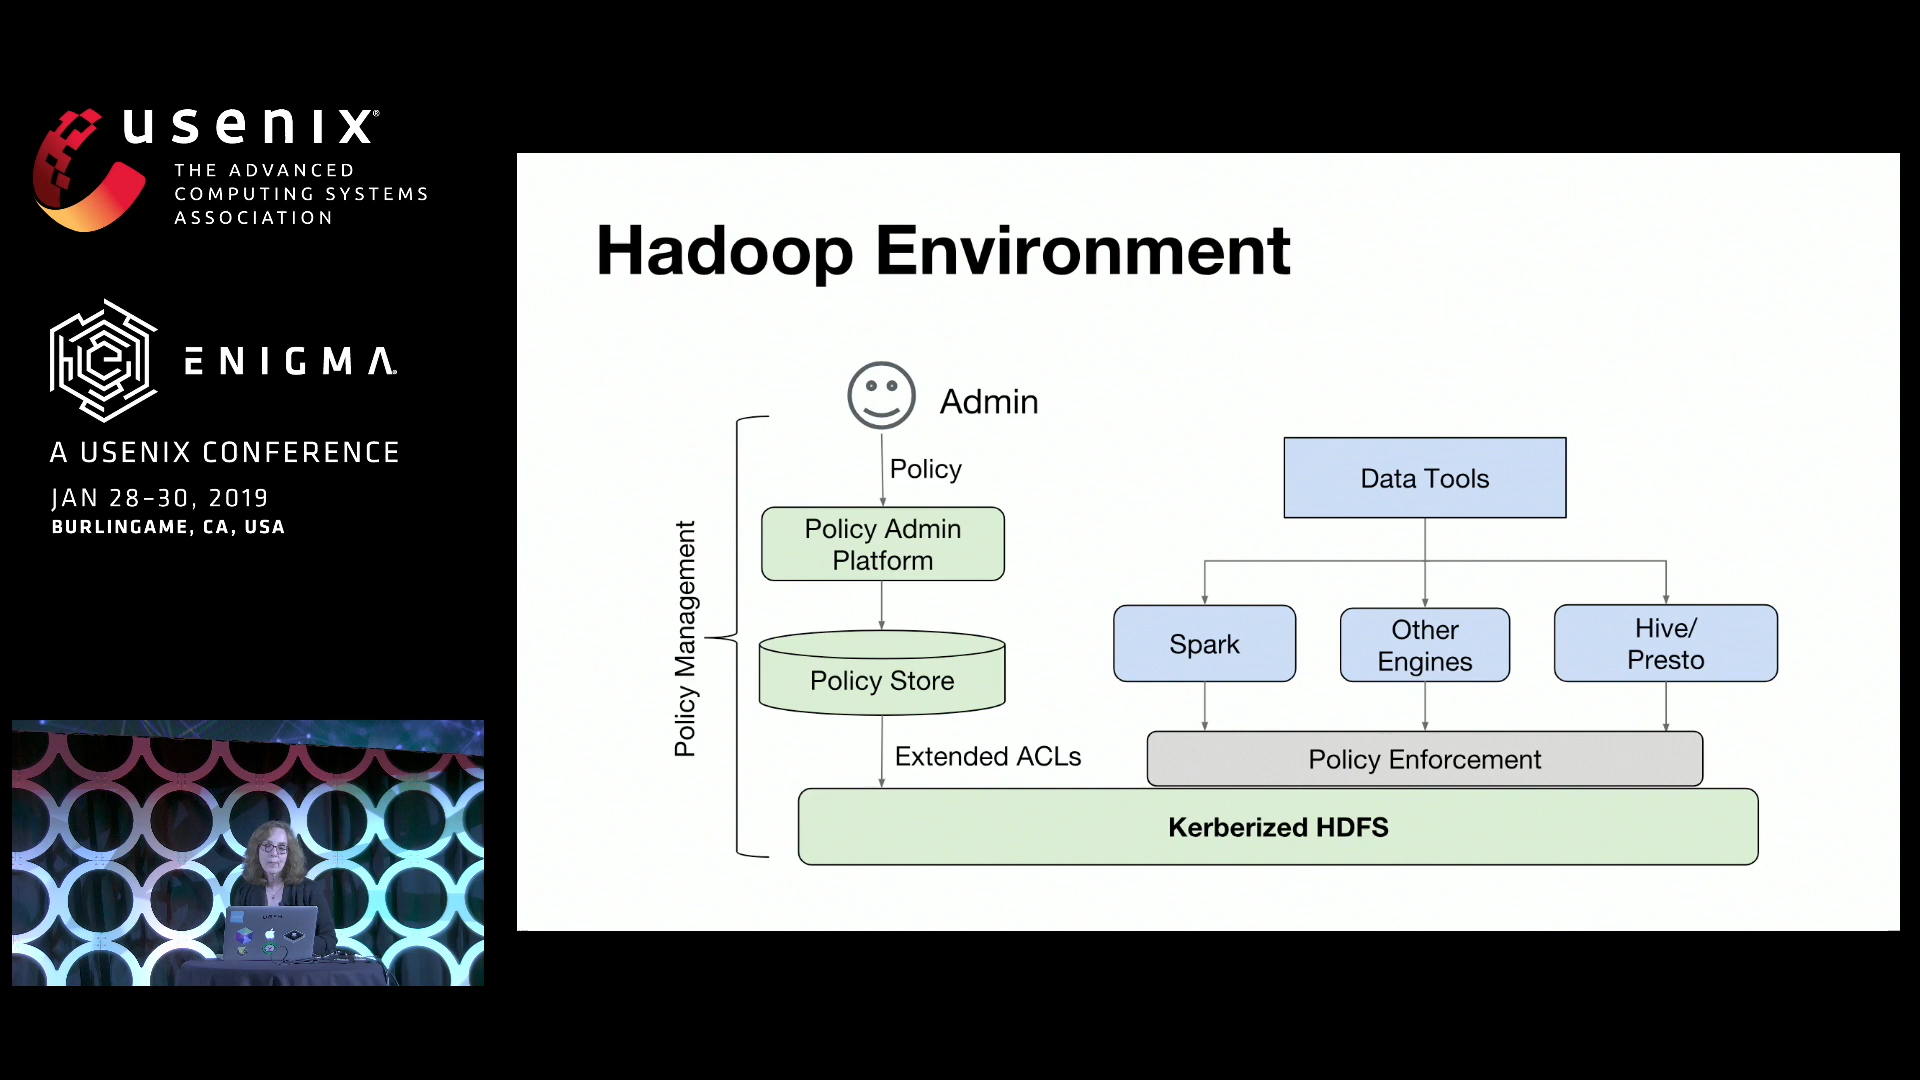 usenix®
THE ADVANCED
COMPUTING SYSTEMS
ASSOCIATION
ENIGMA
A USENIX CONFERENCE
JAN 28–30, 2019
BURLINGAME, CA, USA
Hadoop Environment
Admin
Policy
Policy Admin
Platform
Policy Management
Policy Store
Extended ACLs
Data Tools
Spark
Other
Engines
Hive/
Presto
Policy Enforcement
Kerberized HDFS